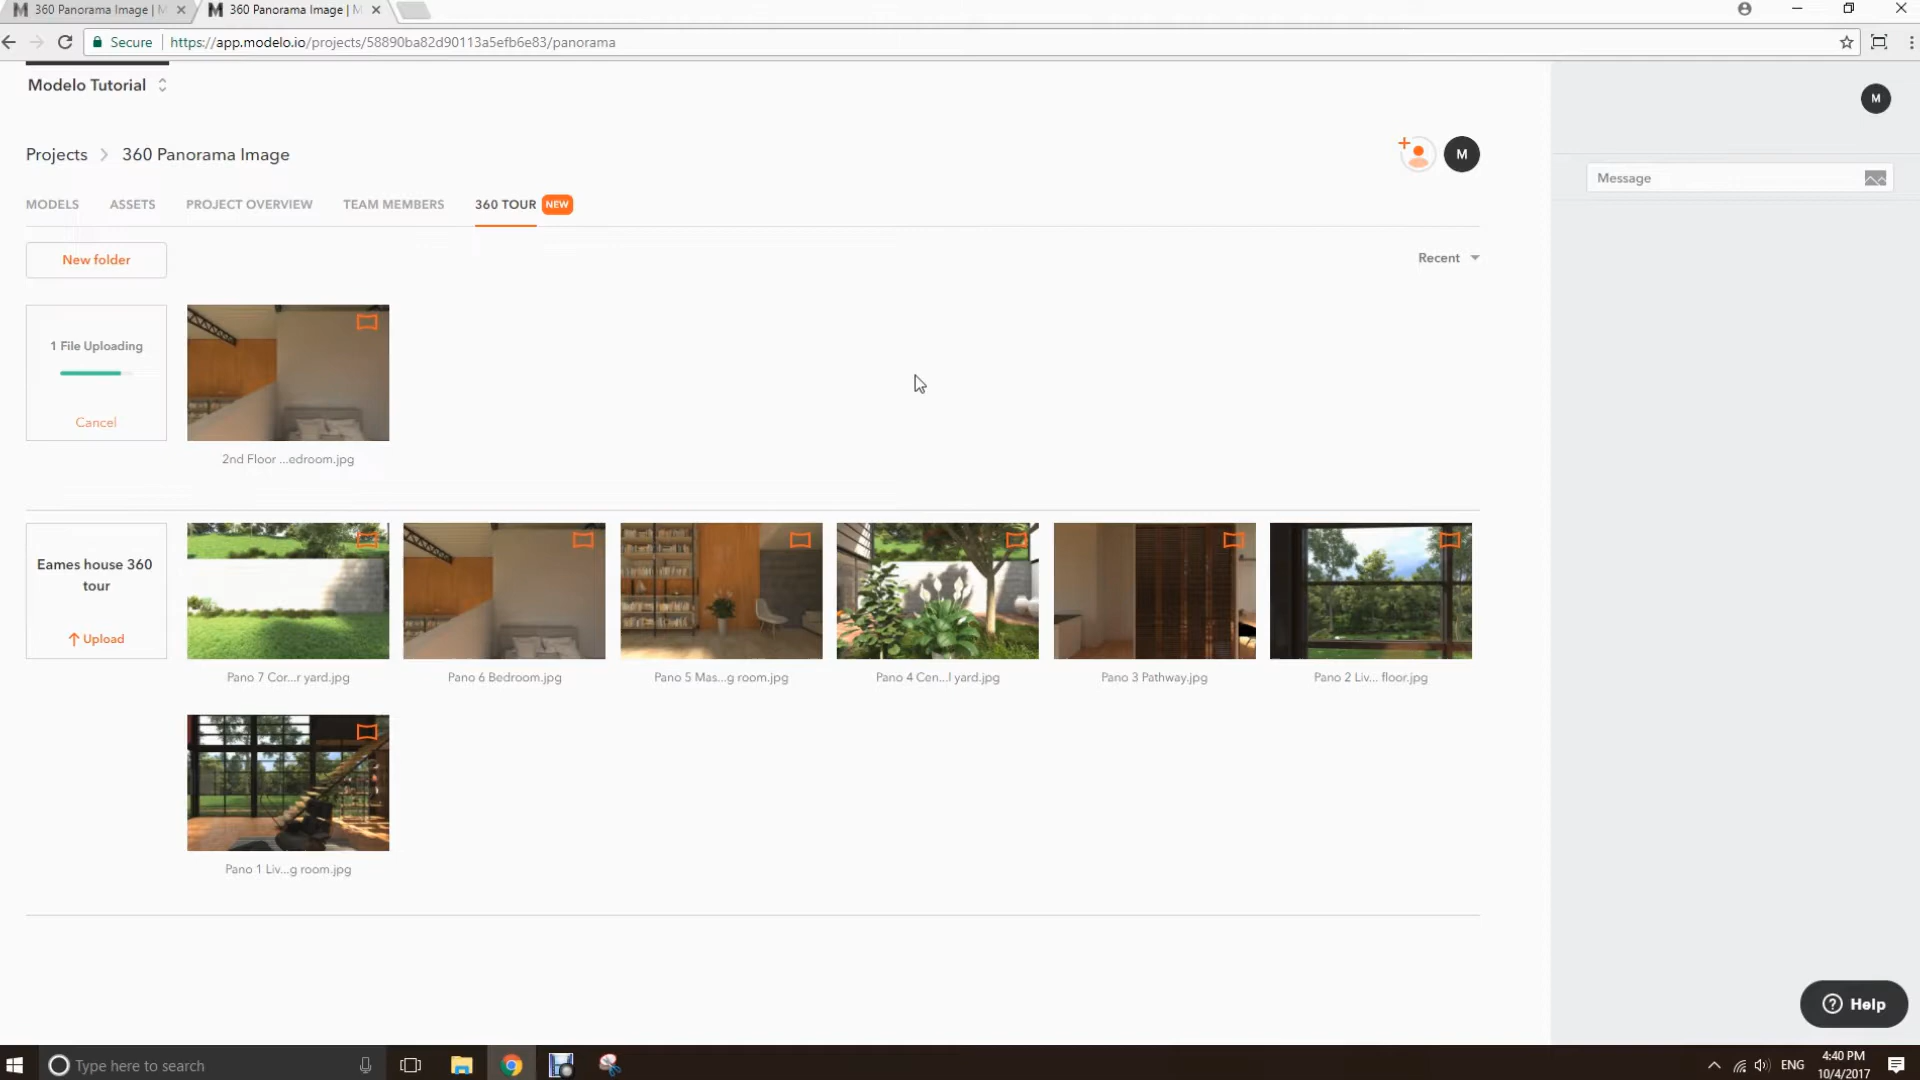 360 Panorama Image | M
360 Panorama Image | M
Secure
https://app.modelo.io/projects/58890ba82d90113a5efb6e83/panorama
Modelo Tutorial
M
Projects
360 Panorama Image
M
Message
MODELS
ASSETS
PROJECT OVERVIEW
TEAM MEMBERS
360 TOUR
NEW
New folder
Recent
1 File Uploading
Cancel
2nd Floor ...edroom.jpg
Eames house 360
tour
Upload
Pano 7 Cor...r yard.jpg
Pano 6 Bedroom.jpg
Pano 5 Mas...g room.jpg
Pano 4 Cen...l yard.jpg
Pano 3 Pathway.jpg
Pano 2 Liv... floor.jpg
Pano 1 Liv...g room.jpg
Help
Type here to search
ENG
4:40 PM
10/4/2017